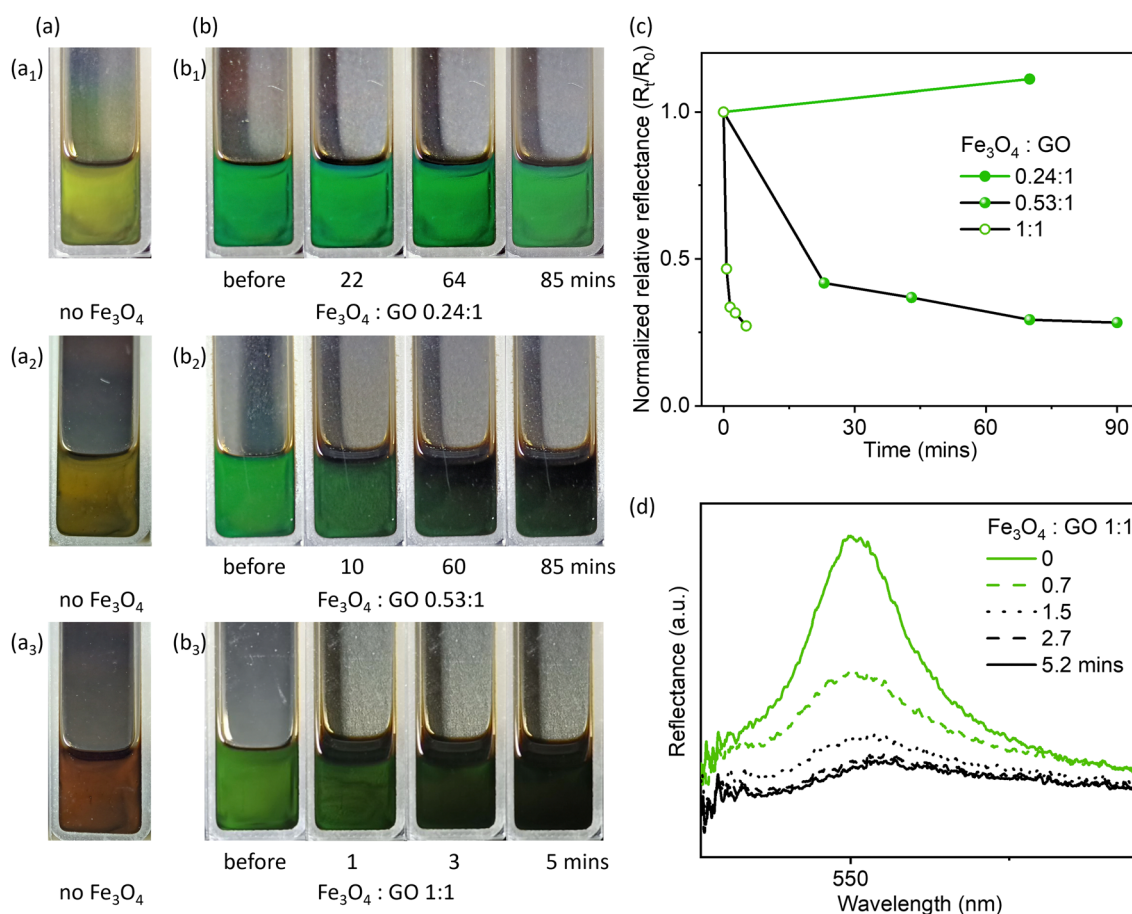 (a)
(a₁)
no Fe₃O₄
(a₂)
no Fe₃O₄
(a₃)
no Fe₃O₄
(b)
(b₁)
before 22 64 85 mins
Fe₃O₄ : GO 0.24:1
(b₂)
before 10 60 85 mins
Fe₃O₄ : GO 0.53:1
(b₃)
before 1 3 5 mins
Fe₃O₄ : GO 1:1
(c)
Normalized relative reflectance (Rₜ/R₀)
1.0
0.5
0.0
Fe₃O₄ : GO
0.24:1
0.53:1
1:1
0 30 60 90
Time (mins)
(d)
Reflectance (a.u.)
Fe₃O₄ : GO 1:1
0
0.7
1.5
2.7
5.2 mins
550
Wavelength (nm)